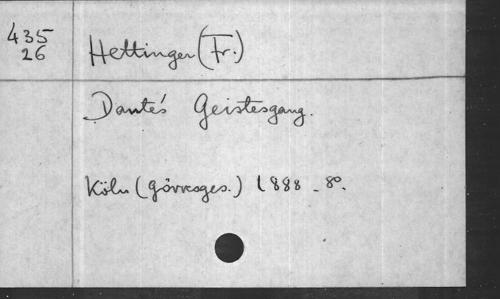 435
26
Hettinger (Fr.)
Dante's Geistesgang.
Köln (Görresges.) 1888 - 8°.